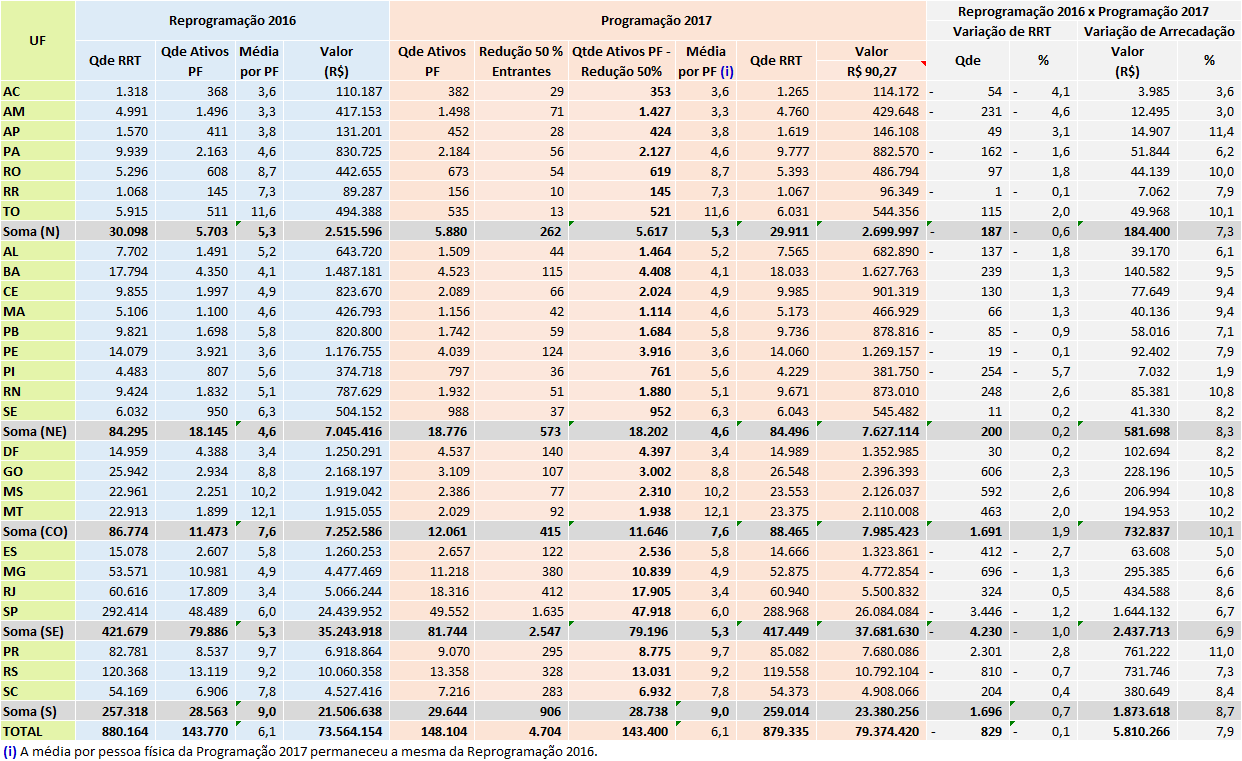 Reprogramação 2016 x Programação 2017
Reprogramação 2016 Programação 2017
Variação de RRT Variação de Arrecadação
UF
Qde RRT Qde Ativos PF Média por PF Valor (R$) Qde Ativos PF Redução 50 % Entrantes Qtde Ativos PF - Redução 50% Média por PF (i) Qde RRT Valor R$ 90,27 Qde % Valor (R$) %
AC 1.318 368 3,6 110.187 382 29 353 3,6 1.265 114.172 - 54 - 4,1 3.985 3,6
AM 4.991 1.496 3,3 417.153 1.498 71 1.427 3,3 4.760 429.648 - 231 - 4,6 12.495 3,0
AP 1.570 411 3,8 131.201 452 28 424 3,8 1.619 146.108 49 3,1 14.907 11,4
PA 9.939 2.163 4,6 830.725 2.184 56 2.127 4,6 9.777 882.570 - 162 - 1,6 51.844 6,2
RO 5.296 608 8,7 442.655 673 54 619 8,7 5.393 486.794 97 1,8 44.139 10,0
RR 1.068 145 7,3 89.287 156 10 145 7,3 1.067 96.349 - 1 - 0,1 7.062 7,9
TO 5.915 511 11,6 494.388 535 13 521 11,6 6.031 544.356 115 2,0 49.968 10,1
Soma (N) 30.098 5.703 5,3 2.515.596 5.880 262 5.617 5,3 29.911 2.699.997 - 187 - 0,6 184.400 7,3
AL 7.702 1.491 5,2 643.720 1.509 44 1.464 5,2 7.565 682.890 - 137 - 1,8 39.170 6,1
BA 17.794 4.350 4,1 1.487.181 4.523 115 4.408 4,1 18.033 1.627.763 239 1,3 140.582 9,5
CE 9.855 1.997 4,9 823.670 2.089 66 2.024 4,9 9.985 901.319 130 1,3 77.649 9,4
MA 5.106 1.100 4,6 426.793 1.156 42 1.114 4,6 5.173 466.929 66 1,3 40.136 9,4
PB 9.821 1.698 5,8 820.800 1.742 59 1.684 5,8 9.736 878.816 - 85 - 0,9 58.016 7,1
PE 14.079 3.921 3,6 1.176.755 4.039 124 3.916 3,6 14.060 1.269.157 - 19 - 0,1 92.402 7,9
PI 4.483 807 5,6 374.718 797 36 761 5,6 4.229 381.750 - 254 - 5,7 7.032 1,9
RN 9.424 1.832 5,1 787.629 1.932 51 1.880 5,1 9.671 873.010 248 2,6 85.381 10,8
SE 6.032 950 6,3 504.152 988 37 952 6,3 6.043 545.482 11 0,2 41.330 8,2
Soma (NE) 84.295 18.145 4,6 7.045.416 18.776 573 18.202 4,6 84.496 7.627.114 200 0,2 581.698 8,3
DF 14.959 4.388 3,4 1.250.291 4.537 140 4.397 3,4 14.989 1.352.985 30 0,2 102.694 8,2
GO 25.942 2.934 8,8 2.168.197 3.109 107 3.002 8,8 26.548 2.396.393 606 2,3 228.196 10,5
MS 22.961 2.251 10,2 1.919.042 2.386 77 2.310 10,2 23.553 2.126.037 592 2,6 206.994 10,8
MT 22.913 1.899 12,1 1.915.055 2.029 92 1.938 12,1 23.375 2.110.008 463 2,0 194.953 10,2
Soma (CO) 86.774 11.473 7,6 7.252.586 12.061 415 11.646 7,6 88.465 7.985.423 1.691 1,9 732.837 10,1
ES 15.078 2.607 5,8 1.260.253 2.657 122 2.536 5,8 14.666 1.323.861 - 412 - 2,7 63.608 5,0
MG 53.571 10.981 4,9 4.477.469 11.218 380 10.839 4,9 52.875 4.772.854 - 696 - 1,3 295.385 6,6
RJ 60.616 17.809 3,4 5.066.244 18.316 412 17.905 3,4 60.940 5.500.832 324 0,5 434.588 8,6
SP 292.414 48.489 6,0 24.439.952 49.552 1.635 47.918 6,0 288.968 26.084.084 - 3.446 - 1,2 1.644.132 6,7
Soma (SE) 421.679 79.886 5,3 35.243.918 81.744 2.547 79.196 5,3 417.449 37.681.630 - 4.230 - 1,0 2.437.713 6,9
PR 82.781 8.537 9,7 6.918.864 9.070 295 8.775 9,7 85.082 7.680.086 2.301 2,8 761.222 11,0
RS 120.368 13.119 9,2 10.060.358 13.358 328 13.031 9,2 119.558 10.792.104 - 810 - 0,7 731.746 7,3
SC 54.169 6.906 7,8 4.527.416 7.216 283 6.932 7,8 54.373 4.908.066 204 0,4 380.649 8,4
Soma (S) 257.318 28.563 9,0 21.506.638 29.644 906 28.738 9,0 259.014 23.380.256 1.696 0,7 1.873.618 8,7
TOTAL 880.164 143.770 6,1 73.564.154 148.104 4.704 143.400 6,1 879.335 79.374.420 - 829 - 0,1 5.810.266 7,9
(i) A média por pessoa física da Programação 2017 permaneceu a mesma da Reprogramação 2016.